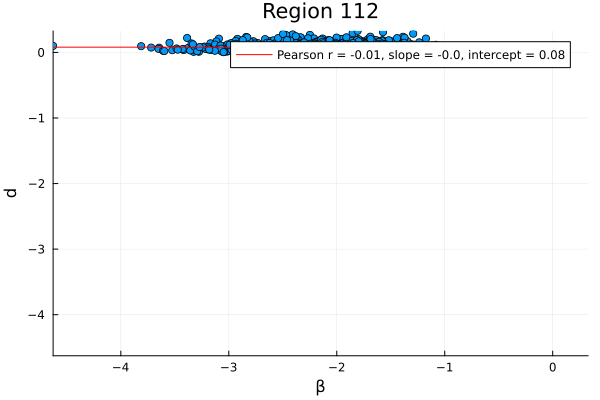 Region 112
Pearson r = -0.01, slope = -0.0, intercept = 0.08
d
0
−1
−2
−3
−4
−4 −3 −2 −1 0
β